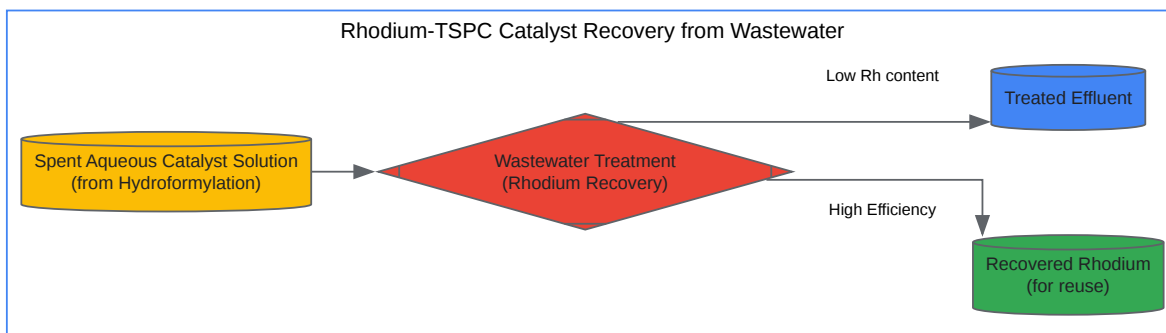 Rhodium-TSPC Catalyst Recovery from Wastewater
Low Rh content
Treated Effluent
Spent Aqueous Catalyst Solution
(from Hydroformylation)
Wastewater Treatment
(Rhodium Recovery)
High Efficiency
Recovered Rhodium
(for reuse)